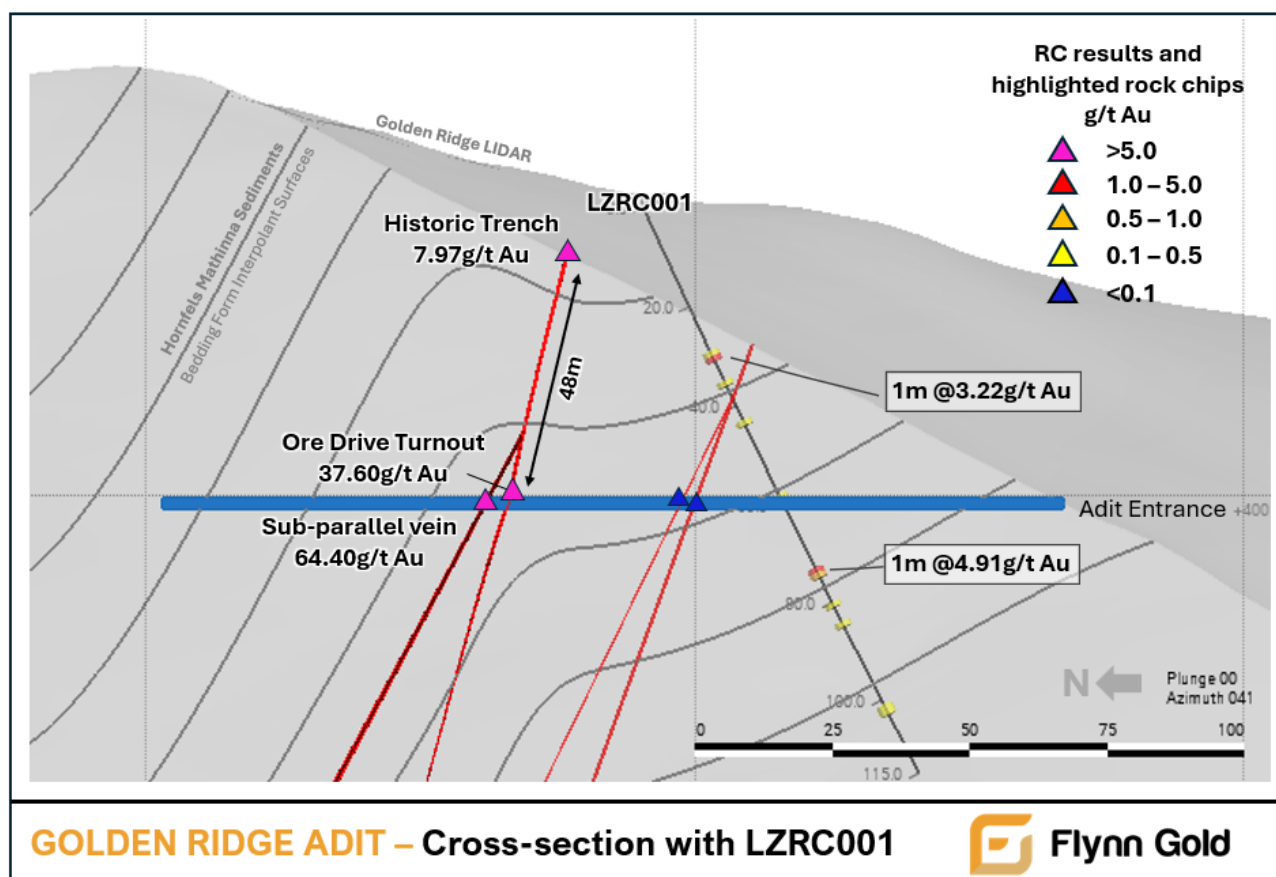 RC results and
highlighted rock chips
g/t Au
>5.0
1.0 – 5.0
0.5 – 1.0
0.1 – 0.5
<0.1
Golden Ridge LIDAR
Hornfels Mathinna Sediments
Bedding Form Interpolant Surfaces
LZRC001
Historic Trench
7.97g/t Au
20.0
48m
1m @3.22g/t Au
40.0
Ore Drive Turnout
37.60g/t Au
Adit Entrance
+400
Sub-parallel vein
64.40g/t Au
1m @4.91g/t Au
80.0
N
Plunge 00
Azimuth 041
100.0
0 25 50 75 100
115.0
GOLDEN RIDGE ADIT – Cross-section with LZRC001
Flynn Gold